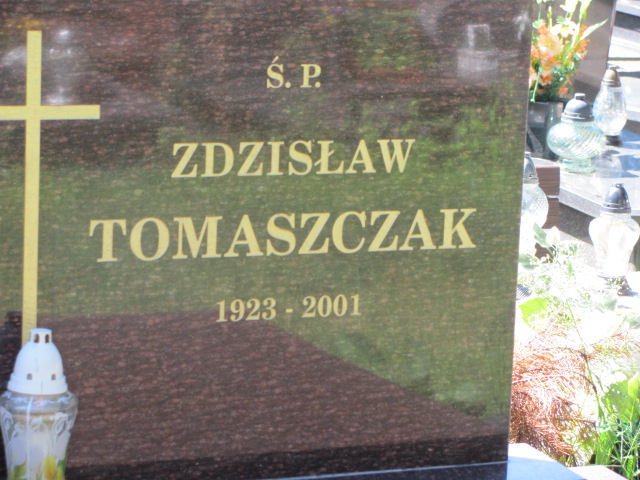 Ś. P.
ZDZISŁAW
TOMASZCZAK
1923 - 2001